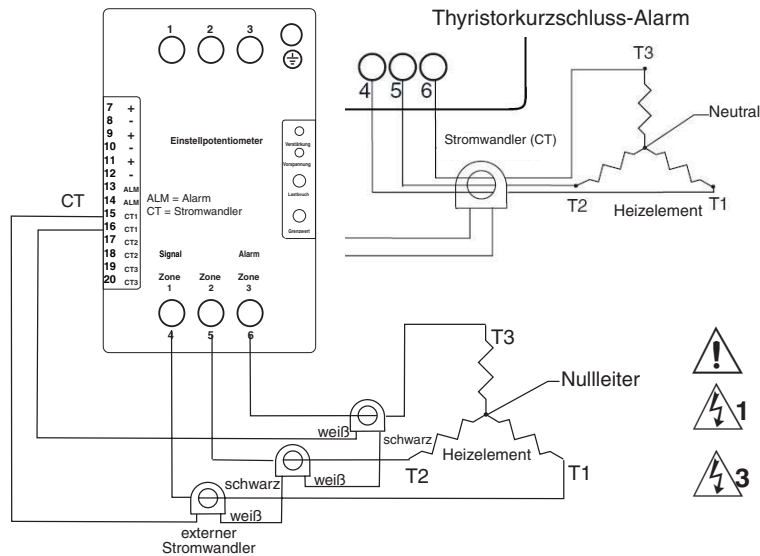 1 2 3
Thyristorkurzschluss-Alarm
4 5 6
T3
Neutral
Stromwandler (CT)
T2
Heizelement
T1
7 +
8 -
9 +
10 -
11 +
12 -
13 ALM
14 ALM
15 CT1
16 CT1
17 CT2
18 CT2
19 CT3
20 CT3
Einstellpotentiometer
Verstärkung
Vorspannung
Lastbruch
Grenzwert
CT
ALM = Alarm
CT = Stromwandler
Signal Alarm
Zone Zone Zone
1 2 3
4 5 6
T3
Nullleiter
weiß
schwarz
Heizelement
T2
T1
schwarz
weiß
weiß
externer
Stromwandler
!
1
3